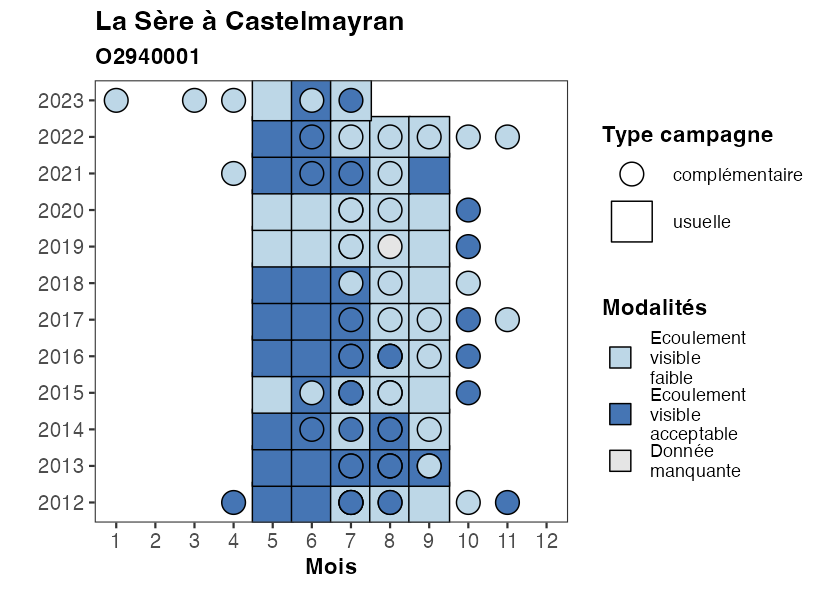 La Sère à Castelmayran
O2940001
2023
2022
2021
2020
2019
2018
2017
2016
2015
2014
2013
2012
1 2 3 4 5 6 7 8 9 10 11 12
Mois
Type campagne
complémentaire
usuelle
Modalités
Ecoulement
visible
faible
Ecoulement
visible
acceptable
Donnée
manquante